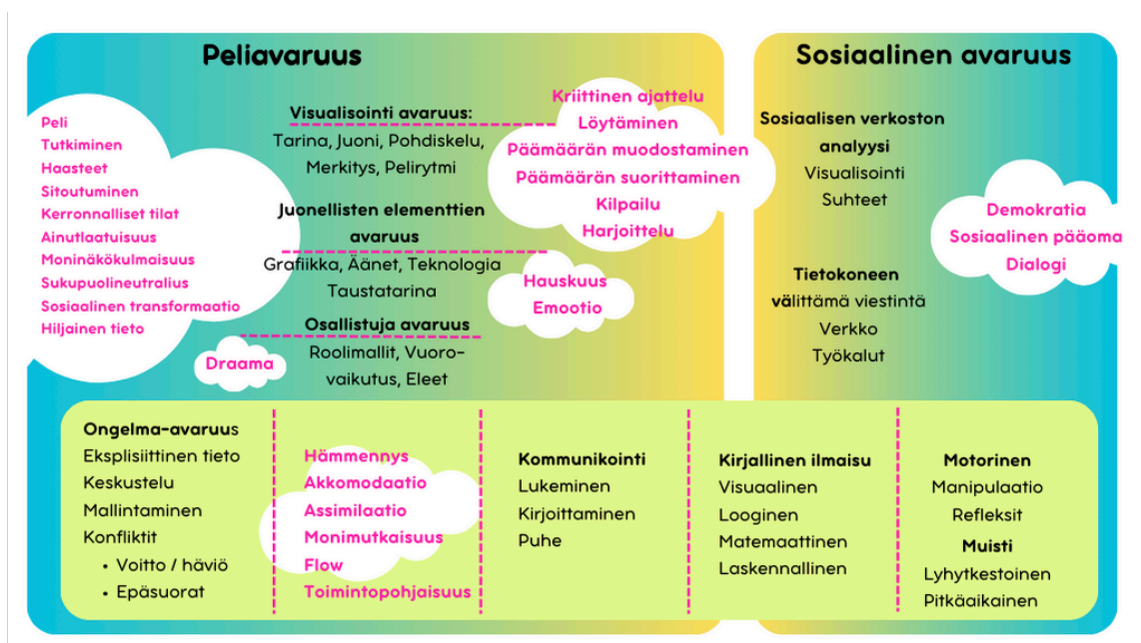 Peliavaruus
Peli
Tutkiminen
Haasteet
Sitoutuminen
Kerronnalliset tilat
Ainutlaatuisuus
Moninäkökulmaisuus
Sukupuolineutralius
Sosiaalinen transformaatio
Hiljainen tieto
Visualisointi avaruus:
Tarina, Juoni, Pohdiskelu,
Merkitys, Pelirytmi
Kriittinen ajattelu
Löytäminen
Päämäärän muodostaminen
Päämäärän suorittaminen
Kilpailu
Harjoittelu
Juonellisten elementtien
avaruus
Grafiikka, Äänet, Teknologia
Taustatarina
Hauskuus
Emootio
Osallistuja avaruus
Roolimallit, Vuoro-
vaikutus, Eleet
Draama
Sosiaalinen avaruus
Sosiaalisen verkoston
analyysi
Visualisointi
Suhteet
Demokratia
Sosiaalinen pääoma
Dialogi
Tietokoneen
välittämä viestintä
Verkko
Työkalut
Ongelma-avaruus
Eksplisiittinen tieto
Keskustelu
Mallintaminen
Konfliktit
• Voitto / häviö
• Epäsuorat
Hämmennys
Akkomodaatio
Assimilaatio
Monimutkaisuus
Flow
Toimintopohjaisuus
Kommunikointi
Lukeminen
Kirjoittaminen
Puhe
Kirjallinen ilmaisu
Visuaalinen
Looginen
Matemaattinen
Laskennallinen
Motorinen
Manipulaatio
Refleksit
Muisti
Lyhytkestoinen
Pitkäaikainen